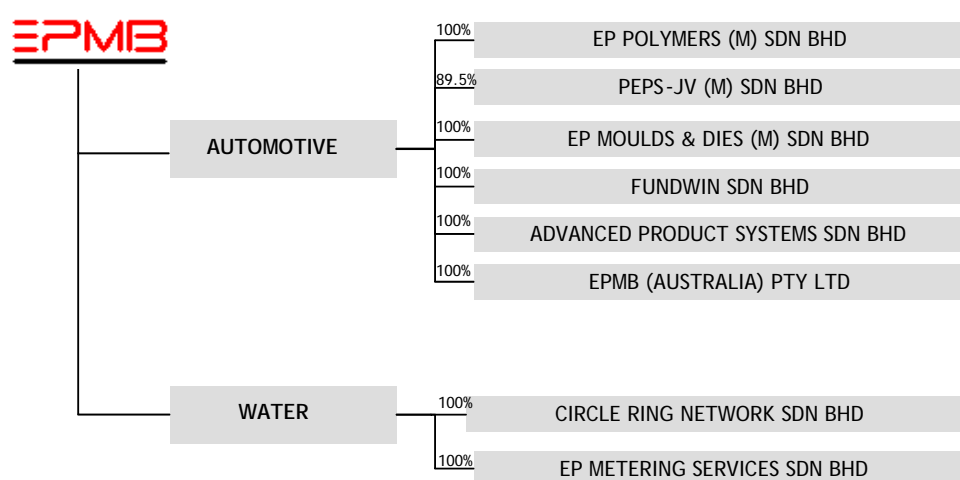 EPMB
100%
EP POLYMERS (M) SDN BHD
89.5%
PEPS-JV (M) SDN BHD
AUTOMOTIVE
100%
EP MOULDS & DIES (M) SDN BHD
100%
FUNDWIN SDN BHD
100%
ADVANCED PRODUCT SYSTEMS SDN BHD
100%
EPMB (AUSTRALIA) PTY LTD
WATER
100%
CIRCLE RING NETWORK SDN BHD
100%
EP METERING SERVICES SDN BHD